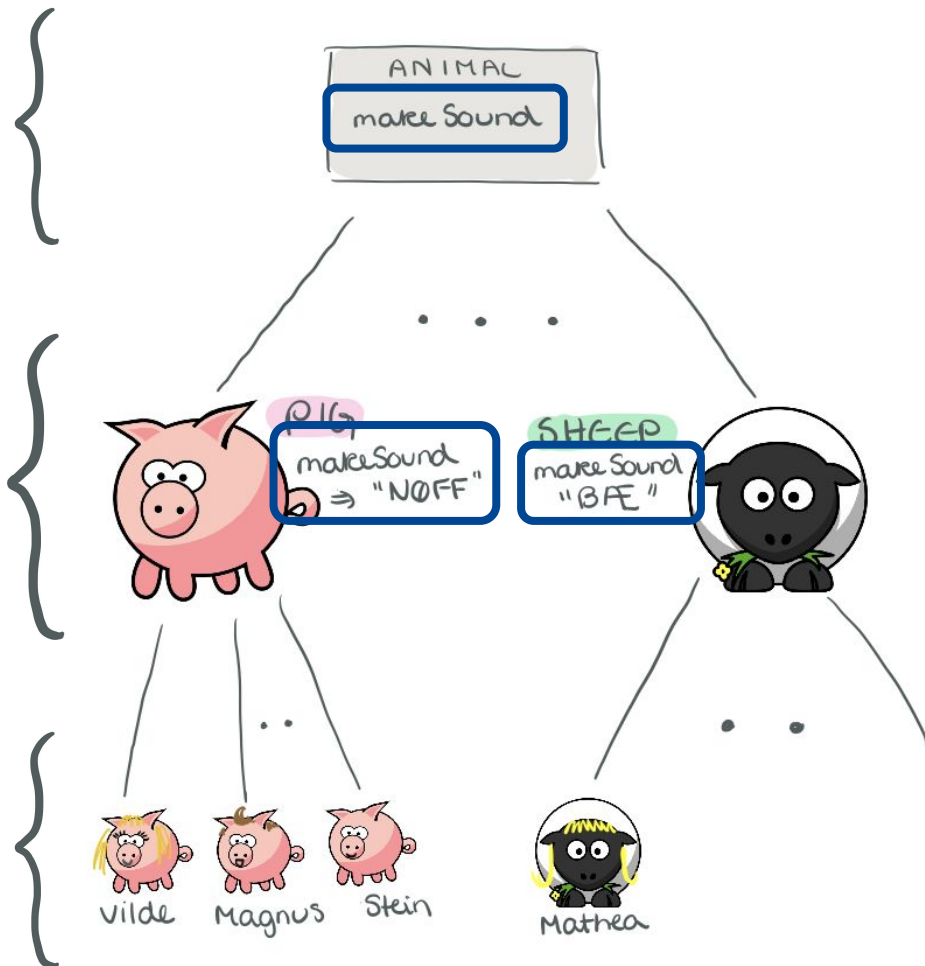 ANIMAL
makeSound
PIG
makeSound
⇒ "NØFF"
SHEEP
makeSound
"BÆ"
Vilde
Magnus
Stein
Mathea